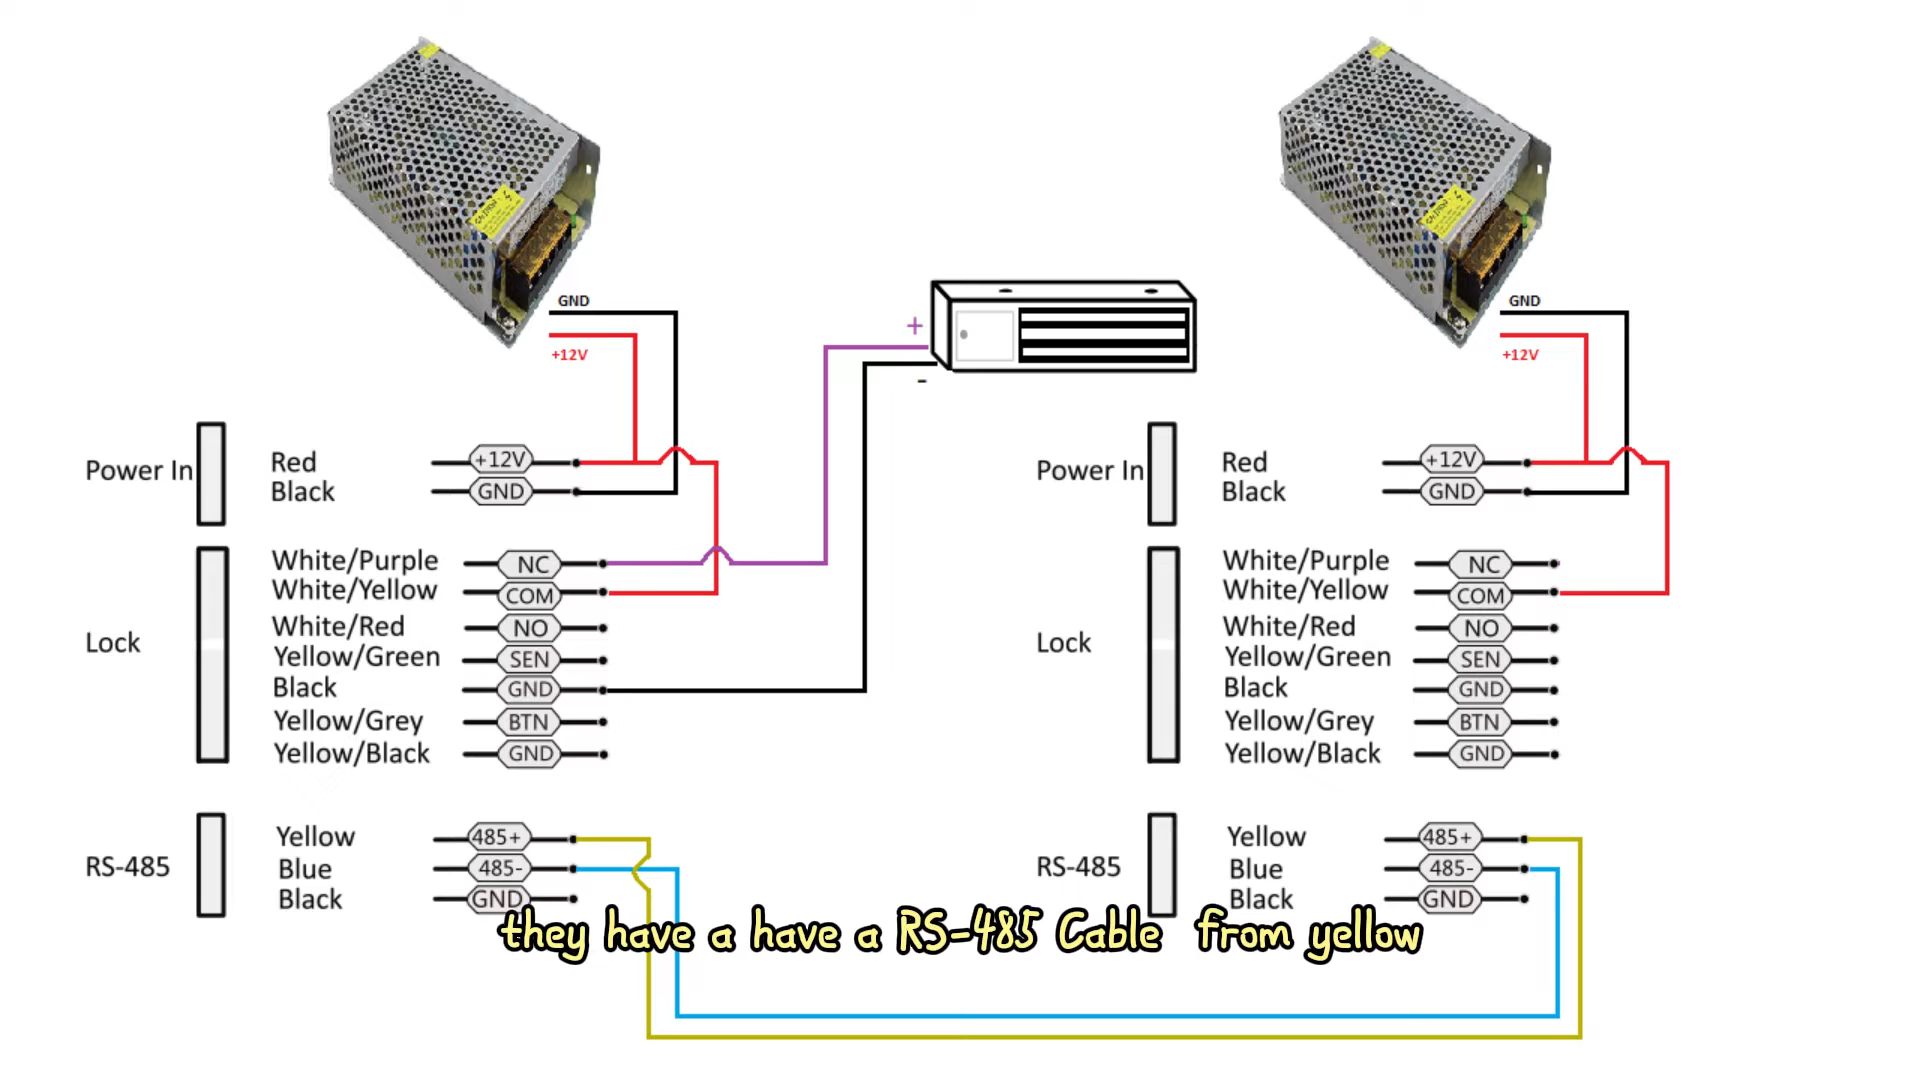 GND
+12V
Power In
Red
+12V
Black
GND
White/Purple
NC
White/Yellow
COM
Lock
White/Red
NO
Yellow/Green
SEN
Black
GND
Yellow/Grey
BTN
Yellow/Black
GND
RS-485
Yellow
485+
Blue
485-
Black
GND
+
-
GND
+12V
Power In
Red
+12V
Black
GND
White/Purple
NC
White/Yellow
COM
Lock
White/Red
NO
Yellow/Green
SEN
Black
GND
Yellow/Grey
BTN
Yellow/Black
GND
RS-485
Yellow
485+
Blue
485-
Black
GND
they have a have a RS-485 Cable from yellow